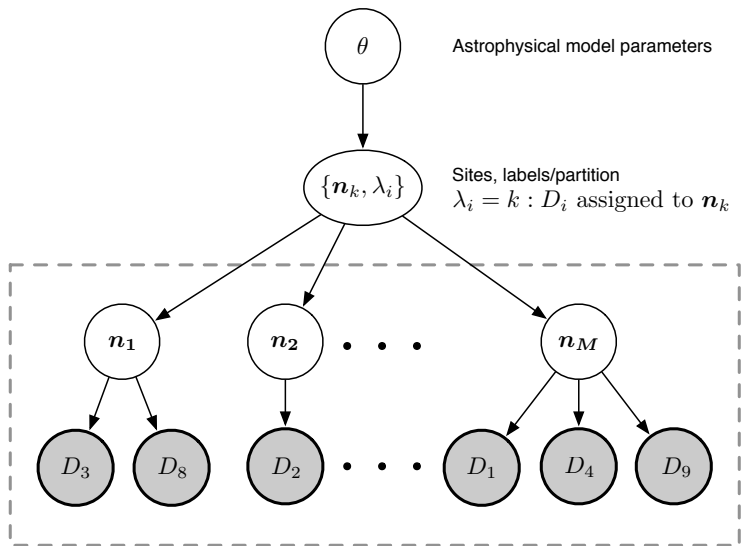 θ
Astrophysical model parameters
{n_k, λ_i}
Sites, labels/partition
λ_i = k : D_i assigned to n_k
n_1 n_2 • • • n_M
D_3 D_8 D_2 • • • D_1 D_4 D_9